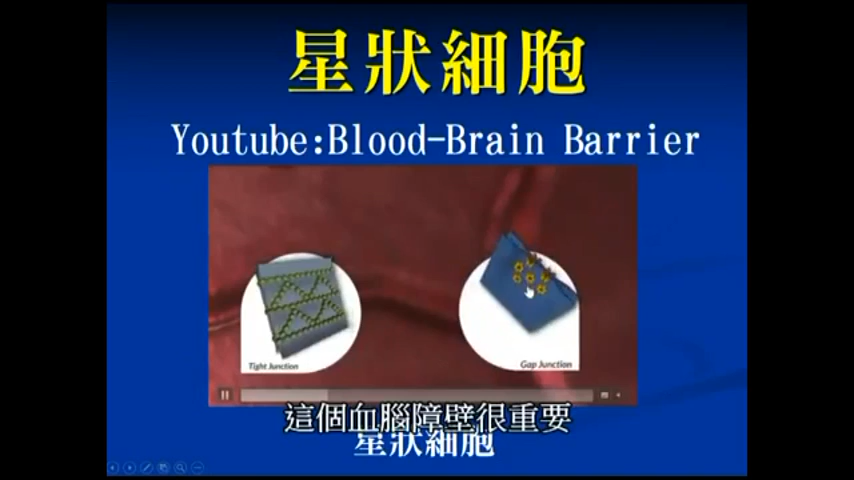 星狀細胞
Youtube:Blood-Brain Barrier
Tight Junction
Gap Junction
這個血腦障壁很重要
星狀細胞